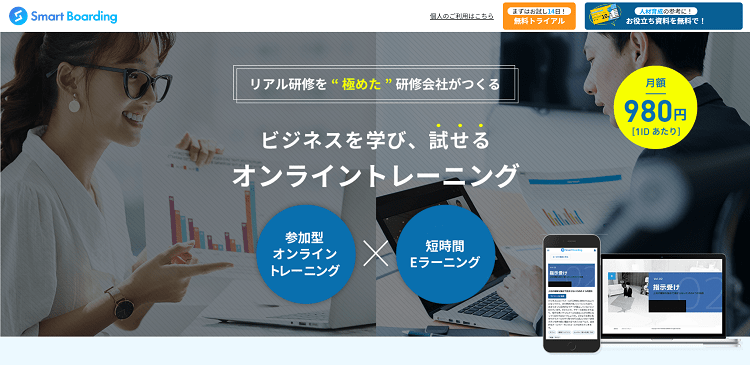 Smart Boarding
個人のご利用はこちら
まずはお試し14日！
無料トライアル
人材育成の参考に！
お役立ち資料を無料で！
リアル研修を“極めた”研修会社がつくる
月額
980円
[1ID あたり]
ビジネスを学び、試せる
オンライントレーニング
参加型
オンライン
トレーニング
短時間
Eラーニング
指示受け
指示受け